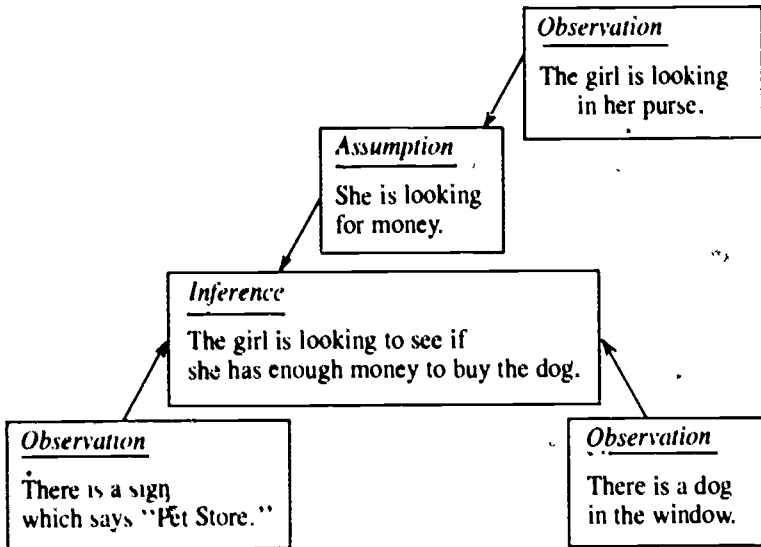 Observation
The girl is looking
in her purse.
Assumption
She is looking
for money.
Inference
The girl is looking to see if
she has enough money to buy the dog.
Observation
There is a sign
which says "Pet Store."
Observation
There is a dog
in the window.